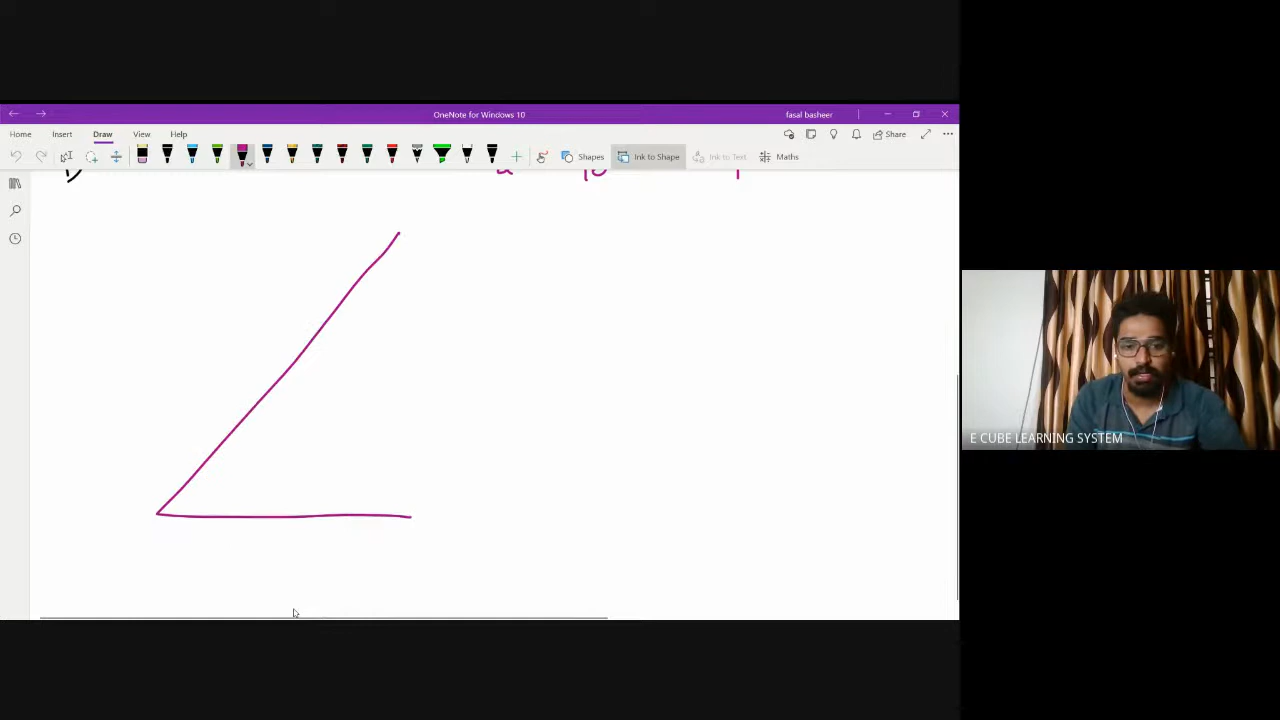 OneNote for Windows 10
fasal basheer
Home Insert Draw View Help
Share
Shapes Ink to Shape Ink to Text Maths
E CUBE LEARNING SYSTEM